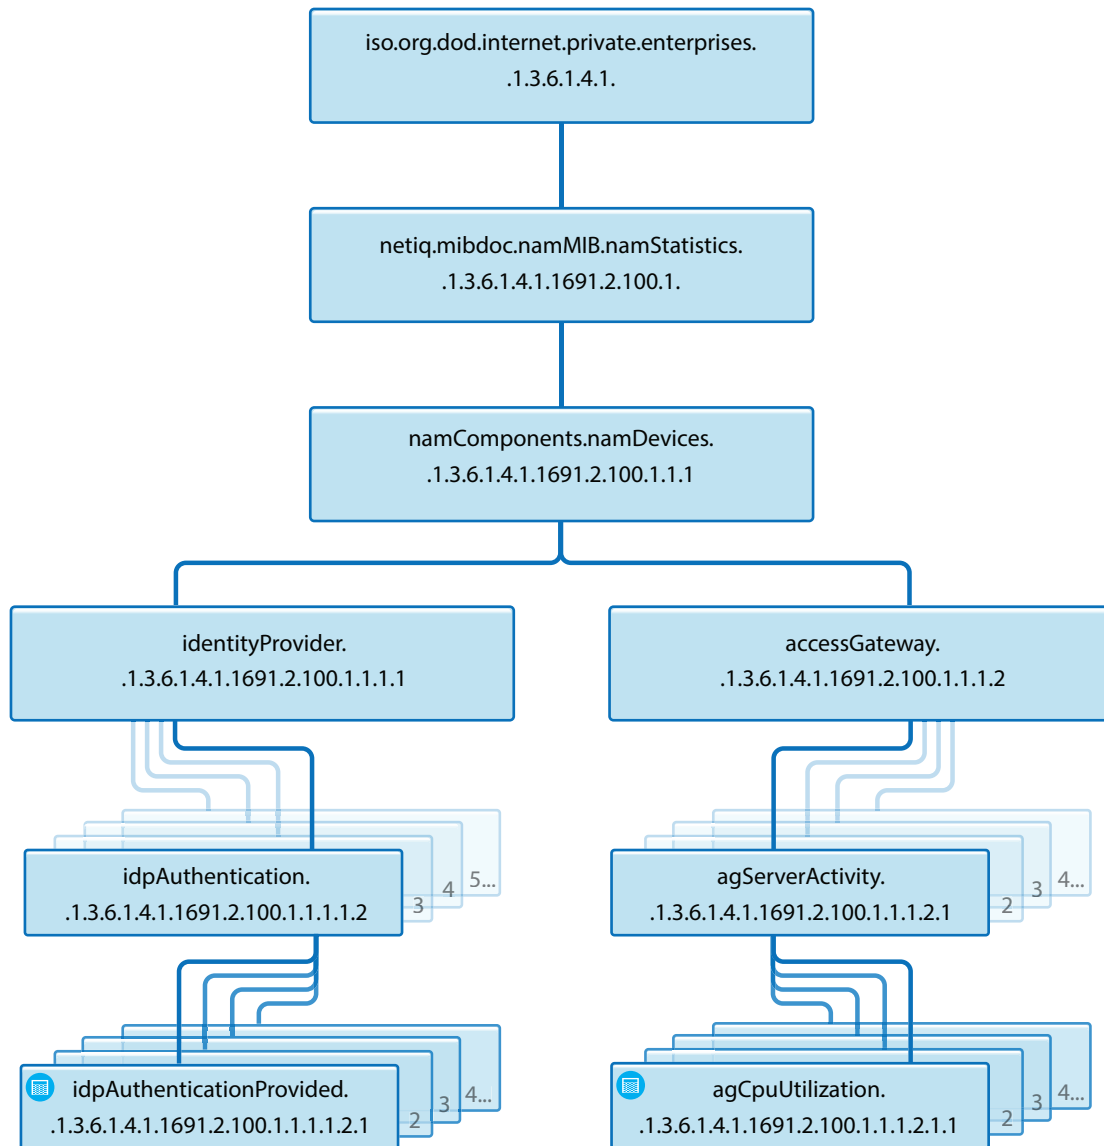 iso.org.dod.internet.private.enterprises.
.1.3.6.1.4.1.
netiq.mibdoc.namMIB.namStatistics.
.1.3.6.1.4.1.1691.2.100.1.
namComponents.namDevices.
.1.3.6.1.4.1.1691.2.100.1.1.1
identityProvider.
.1.3.6.1.4.1.1691.2.100.1.1.1.1
accessGateway.
.1.3.6.1.4.1.1691.2.100.1.1.1.2
idpAuthentication.
.1.3.6.1.4.1.1691.2.100.1.1.1.1.2
3
4
5...
agServerActivity.
.1.3.6.1.4.1.1691.2.100.1.1.1.2.1
2
3
4...
idpAuthenticationProvided.
.1.3.6.1.4.1.1691.2.100.1.1.1.1.2.1
2
3
4...
agCpuUtilization.
.1.3.6.1.4.1.1691.2.100.1.1.1.2.1.1
2
3
4...